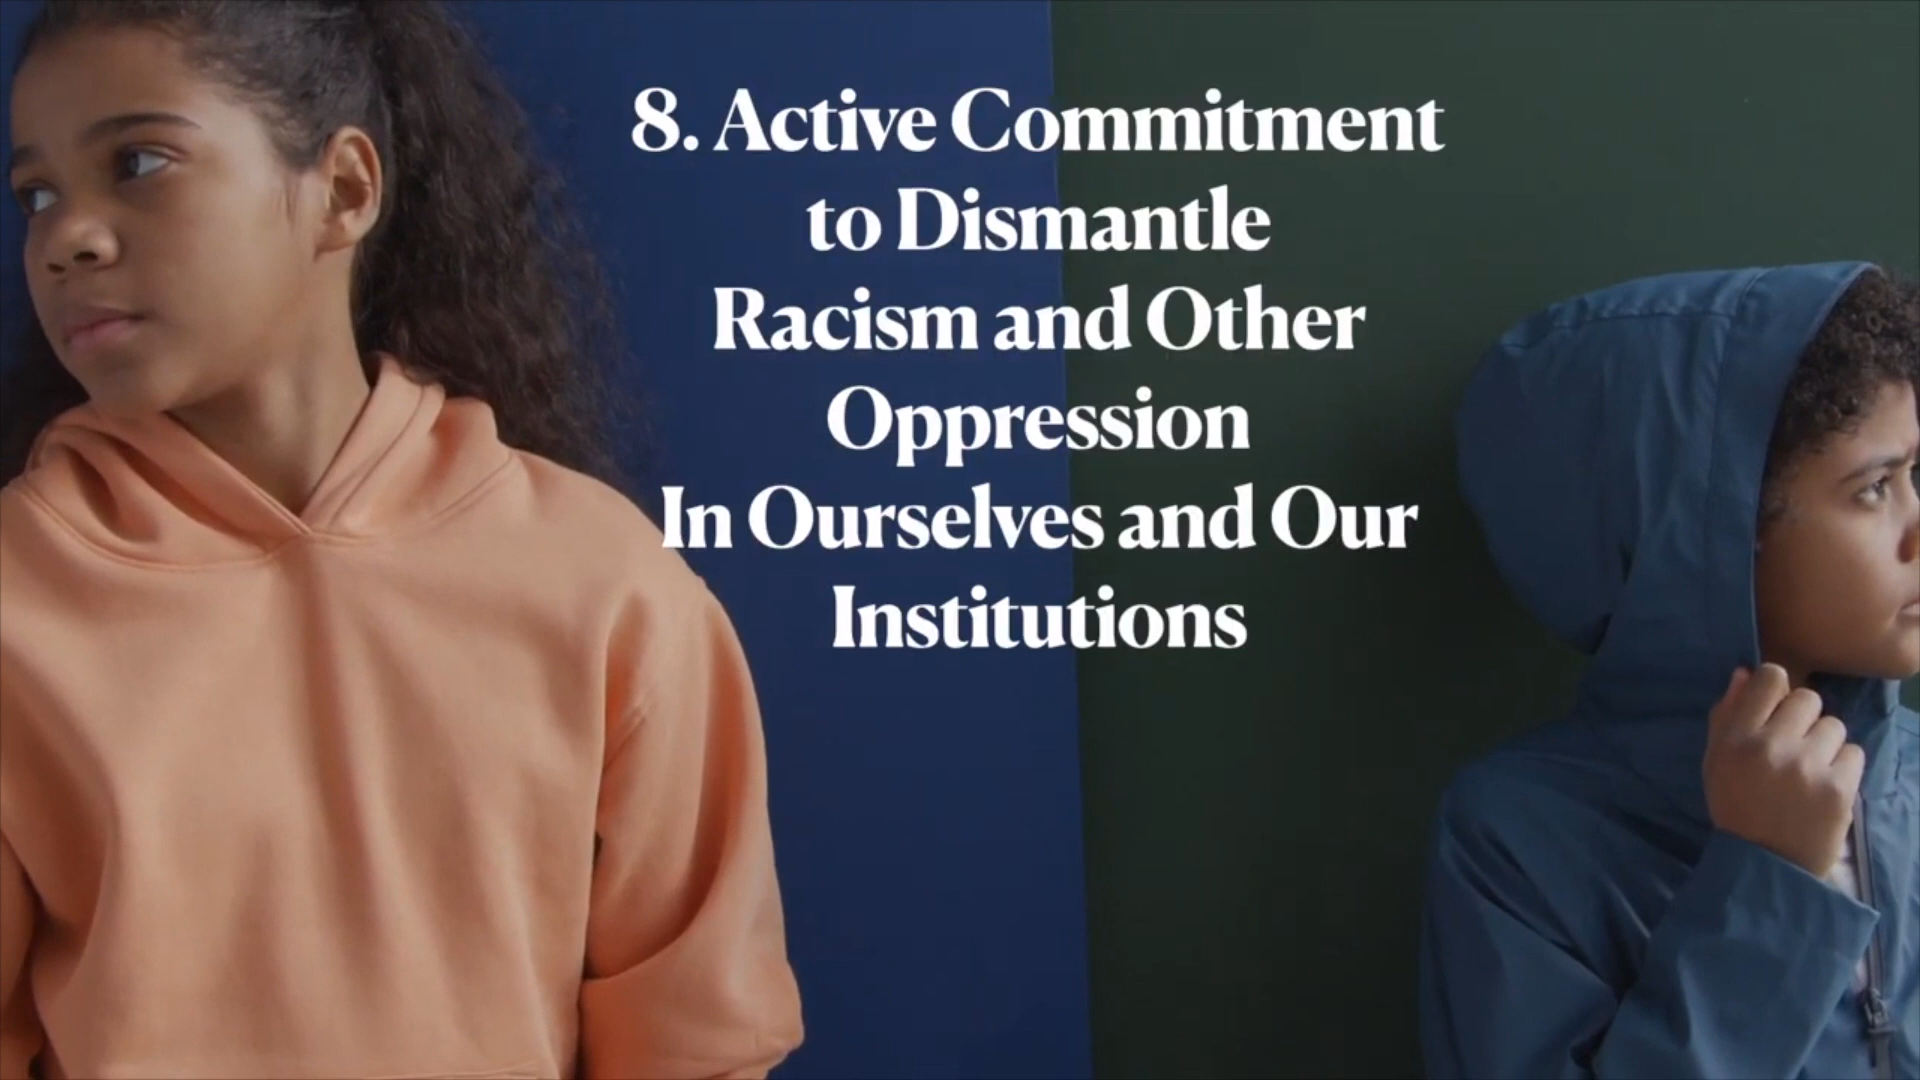 8. Active Commitment
to Dismantle
Racism and Other
Oppression
In Ourselves and Our
Institutions